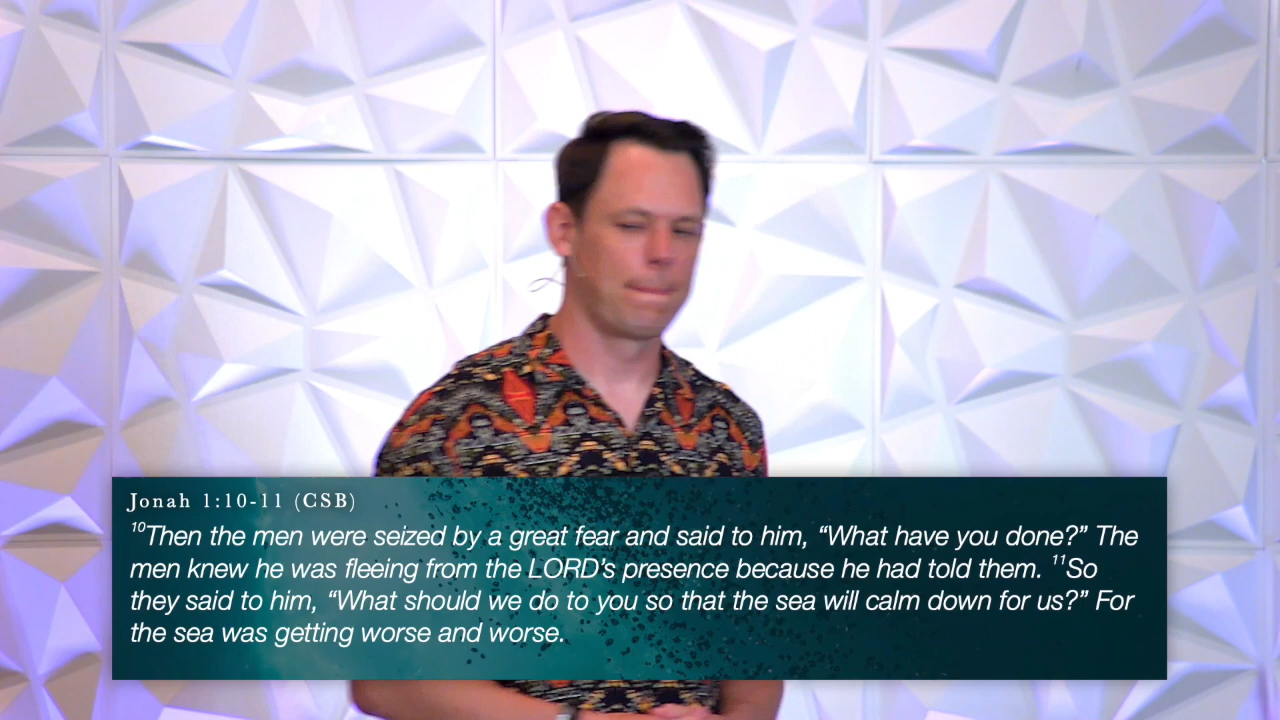 Jonah 1:10-11 (CSB)
¹⁰Then the men were seized by a great fear and said to him, “What have you done?” The
men knew he was fleeing from the LORD’s presence because he had told them. ¹¹So
they said to him, “What should we do to you so that the sea will calm down for us?” For
the sea was getting worse and worse.